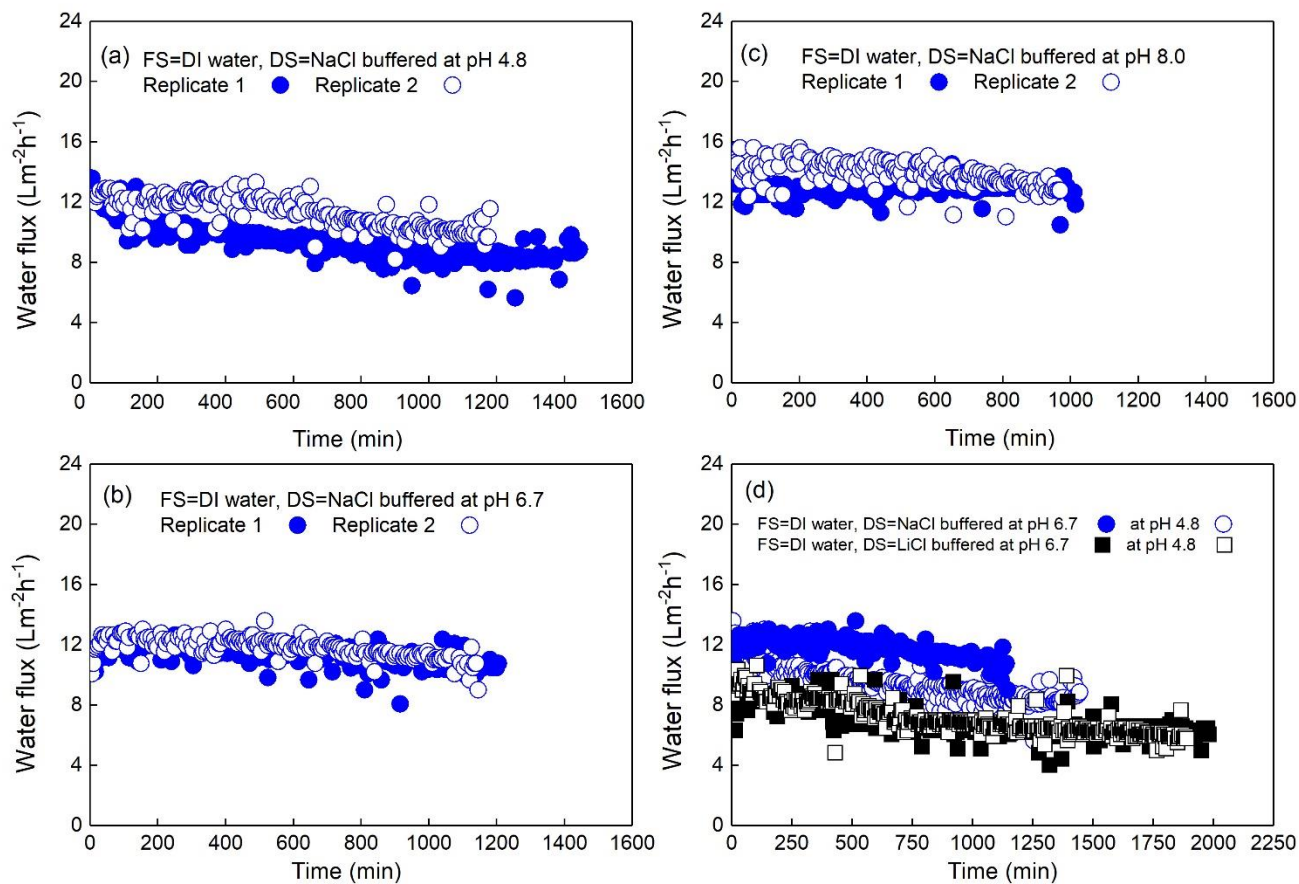 (a)
FS=DI water, DS=NaCl buffered at pH 4.8
Replicate 1 Replicate 2
24
20
16
12
8
4
0
Water flux (Lm⁻²h⁻¹)
0 200 400 600 800 1000 1200 1400 1600
Time (min)
(c)
FS=DI water, DS=NaCl buffered at pH 8.0
Replicate 1 Replicate 2
24
20
16
12
8
4
0
Water flux (Lm⁻²h⁻¹)
0 200 400 600 800 1000 1200 1400 1600
Time (min)
(b)
FS=DI water, DS=NaCl buffered at pH 6.7
Replicate 1 Replicate 2
24
20
16
12
8
4
0
Water flux (Lm⁻²h⁻¹)
0 200 400 600 800 1000 1200 1400 1600
Time (min)
(d)
FS=DI water, DS=NaCl buffered at pH 6.7 at pH 4.8
FS=DI water, DS=LiCl buffered at pH 6.7 at pH 4.8
24
20
16
12
8
4
0
Water flux (Lm⁻²h⁻¹)
0 250 500 750 1000 1250 1500 1750 2000 2250
Time (min)